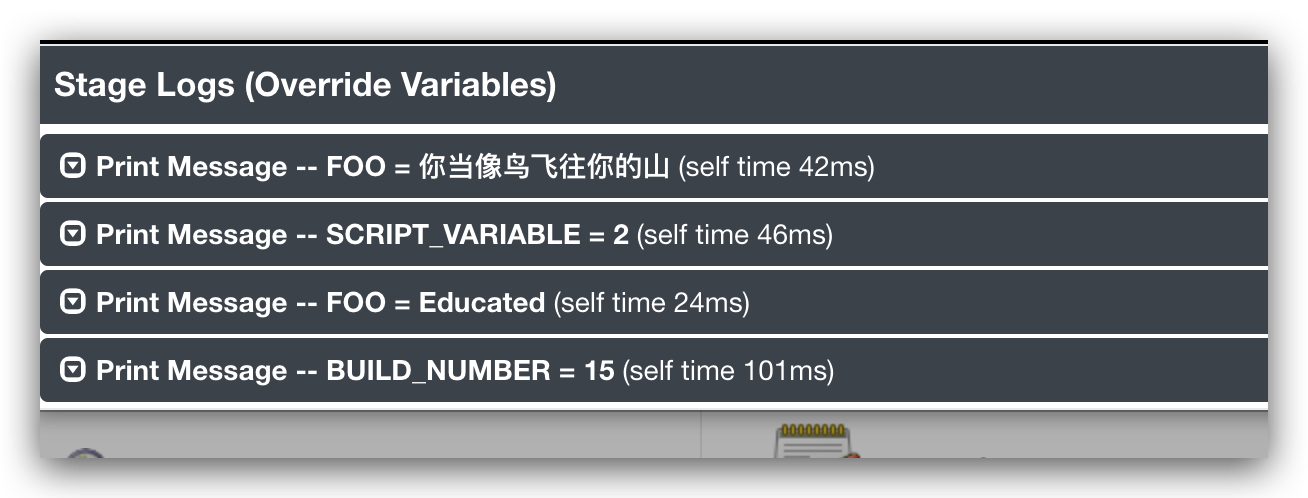 Stage Logs (Override Variables)
Print Message -- FOO = 你当像鸟飞往你的山 (self time 42ms)
Print Message -- SCRIPT_VARIABLE = 2 (self time 46ms)
Print Message -- FOO = Educated (self time 24ms)
Print Message -- BUILD_NUMBER = 15 (self time 101ms)